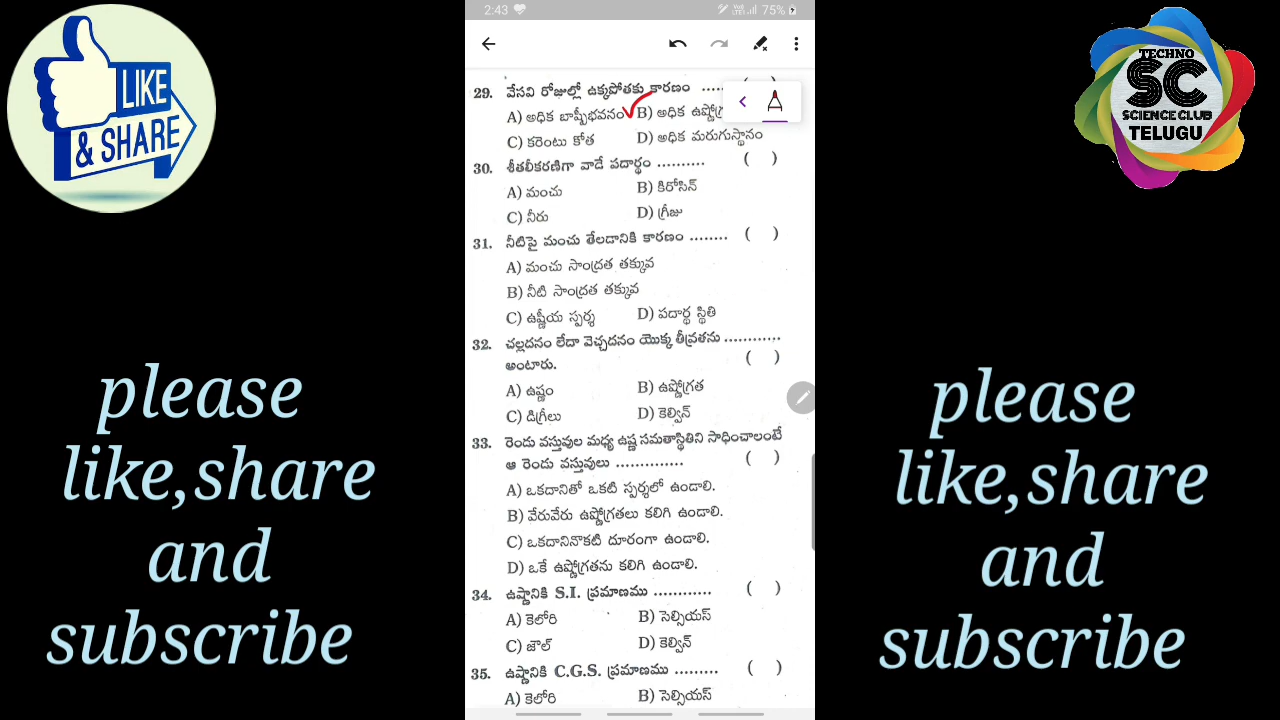 2:43
75%
LIKE
& SHARE
TECHNO
SC
SCIENCE CLUB
TELUGU
29. వేసవి రోజుల్లో ఉక్కపోతకు కారణం .....
A) అధిక బాష్పీభవనం B) అధిక
C) కరెంటు కోత D) అధిక మరుగుస్థానం
30. శీతలీకరణిగా వాడే పదార్థం .......... ( )
A) మంచు B) కిరోసిన్
C) నీరు D) గ్రీజు
31. నీటిపై మంచు తేలడానికి కారణం ........ ( )
A) మంచు సాంద్రత తక్కువ
B) నీటి సాంద్రత తక్కువ
C) ఉష్ణీయ స్పర్శ D) పదార్థ స్థితి
32. చల్లదనం లేదా వెచ్చదనం యొక్క తీవ్రతను ............
అంటారు. ( )
A) ఉష్ణం B) ఉష్ణోగ్రత
C) డిగ్రీలు D) కెల్విన్
33. రెండు వస్తువుల మధ్య ఉష్ణ సమతాస్థితిని సాధించాలంటే
ఆ రెండు వస్తువులు .............. ( )
A) ఒకదానితో ఒకటి స్పర్శలో ఉండాలి.
B) వేరువేరు ఉష్ణోగ్రతలు కలిగి ఉండాలి.
C) ఒకదానినొకటి దూరంగా ఉండాలి.
D) ఒకే ఉష్ణోగ్రతను కలిగి ఉండాలి.
34. ఉష్ణానికి S.I. ప్రమాణము ............ ( )
A) కెలోరి B) సెల్సియస్
C) జౌల్ D) కెల్విన్
35. ఉష్ణానికి C.G.S. ప్రమాణము ......... ( )
A) కెలోరి B) సెల్సియస్
please
like,share
and
subscribe
please
like,share
and
subscribe